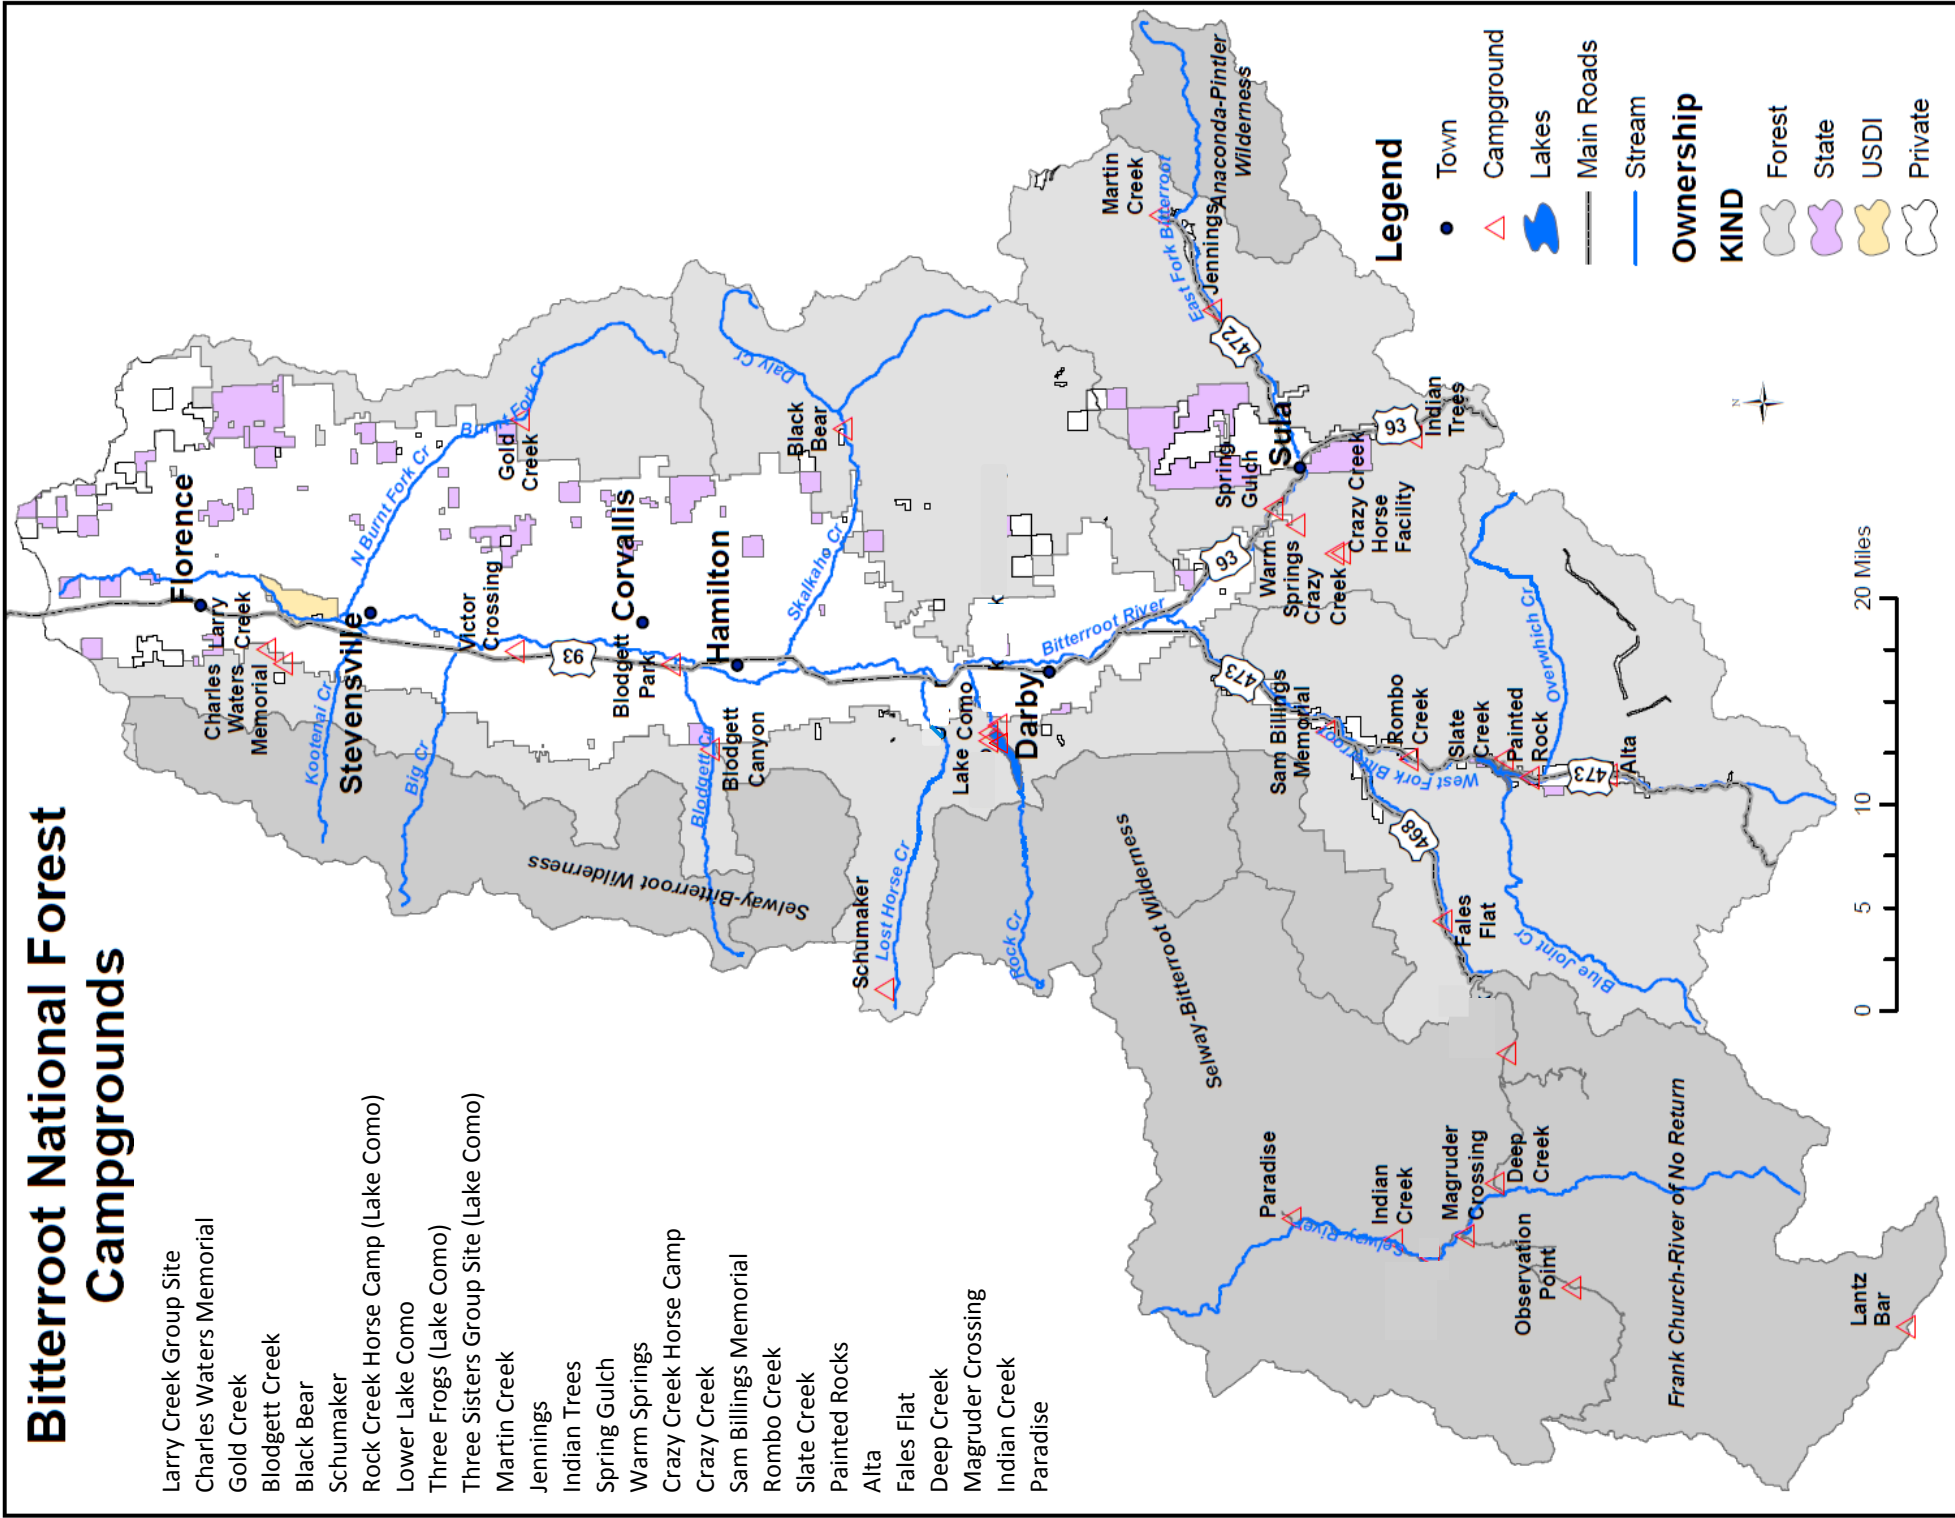 Bitterroot National Forest
Campgrounds
Larry Creek Group Site
Charles Waters Memorial
Gold Creek
Blodgett Creek
Black Bear
Schumaker
Rock Creek Horse Camp (Lake Como)
Lower Lake Como
Three Frogs (Lake Como)
Three Sisters Group Site (Lake Como)
Martin Creek
Jennings
Indian Trees
Spring Gulch
Warm Springs
Crazy Creek Horse Camp
Crazy Creek
Sam Billings Memorial
Rombo Creek
Slate Creek
Painted Rocks
Alta
Fales Flat
Deep Creek
Magruder Crossing
Indian Creek
Paradise
Florence
Larry
Creek
Charles
Waters
Memorial
Kootenai Cr
Stevensville
N Burnt Fork Cr
Burnt Fork Cr
Gold
Creek
Big Cr
Victor
Crossing
93
Corvallis
Blodgett
Park
Hamilton
Blodgett Cr
Blodgett
Canyon
Selway-Bitterroot Wilderness
Daly Cr
Black
Bear
Skalkaho Cr
Schumaker
Lost Horse Cr
Lake Como
Rock Cr
Darby
Bitterroot River
k
k
93
Martin
Creek
East Fork Bitterroot
Anaconda-Pintler
Wilderness
Jennings
472
Sula
Spring
Gulch
Warm
Springs
Crazy
Creek
Crazy Creek
Horse
Facility
93
Indian
Trees
473
Sam Billings
Memorial
West Fork Bitterroot
Rombo
Creek
Slate
Creek
Painted
Rock
Overwhich Cr
473
Alta
468
Fales
Flat
Blue Joint Cr
Selway-Bitterroot Wilderness
Paradise
Selway River
Indian
Creek
Magruder
Crossing
Deep
Creek
Observation
Point
Frank Church-River of No Return
Lantz
Bar
Legend
Town
Campground
Lakes
Main Roads
Stream
Ownership
KIND
Forest
State
USDI
Private
N
0 5 10 20 Miles